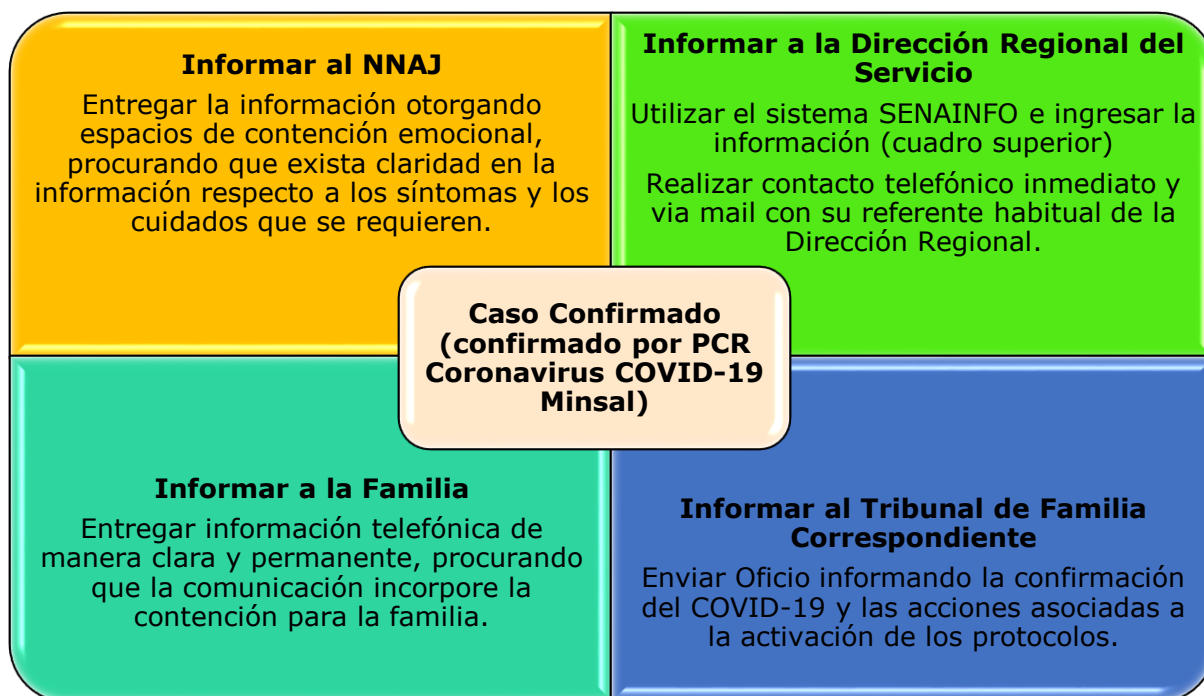 Informar al NNAJ
Entregar la información otorgando
espacios de contención emocional,
procurando que exista claridad en la
información respecto a los síntomas y los
cuidados que se requieren.
Informar a la Dirección Regional del
Servicio
Utilizar el sistema SENAINFO e ingresar la
información (cuadro superior)
Realizar contacto telefónico inmediato y
via mail con su referente habitual de la
Dirección Regional.
Caso Confirmado
(confirmado por PCR
Coronavirus COVID-19
Minsal)
Informar a la Familia
Entregar información telefónica de
manera clara y permanente, procurando
que la comunicación incorpore la
contención para la familia.
Informar al Tribunal de Familia
Correspondiente
Enviar Oficio informando la confirmación
del COVID-19 y las acciones asociadas a
la activación de los protocolos.